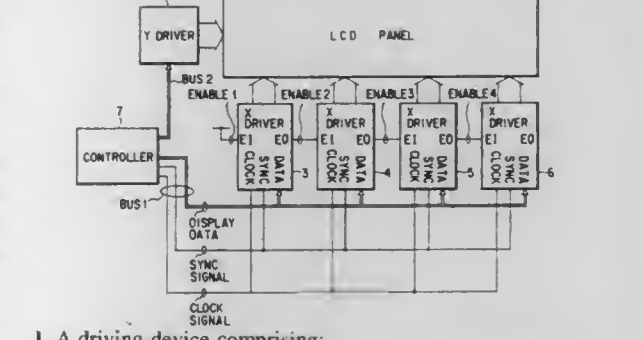 Y DRIVER
LCD PANEL
BUS 2
ENABLE 1
ENABLE 2
ENABLE 3
ENABLE 4
7
CONTROLLER
X DRIVER
EI EO
CLOCK
SYNC
DATA
3
X DRIVER
EI EO
CLOCK
SYNC
DATA
4
X DRIVER
EI EO
CLOCK
SYNC
DATA
5
X DRIVER
EI EO
CLOCK
SYNC
DATA
6
BUS 1
DISPLAY
DATA
SYNC
SIGNAL
CLOCK
SIGNAL
1. A driving device comprising: